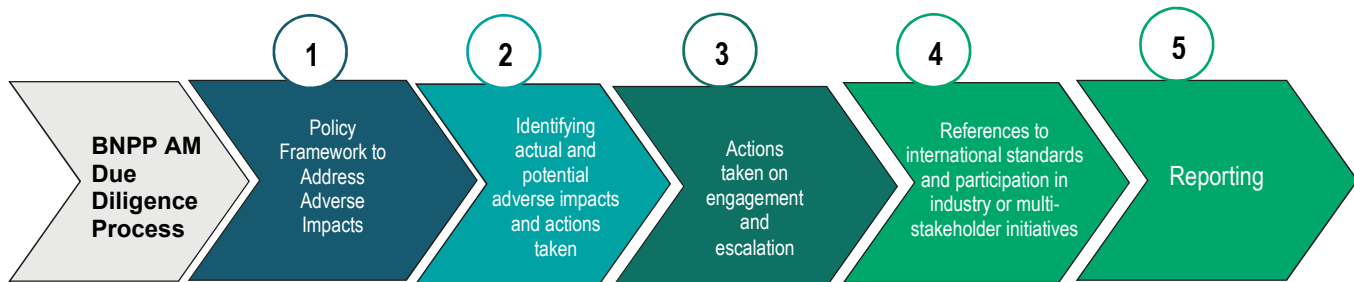 1
2
3
4
5
BNPP AM
Due
Diligence
Process
Policy
Framework to
Address
Adverse
Impacts
Identifying
actual and
potential
adverse impacts
and actions
taken
Actions
taken on
engagement
and
escalation
References to
international standards
and participation in
industry or multi-
stakeholder initiatives
Reporting